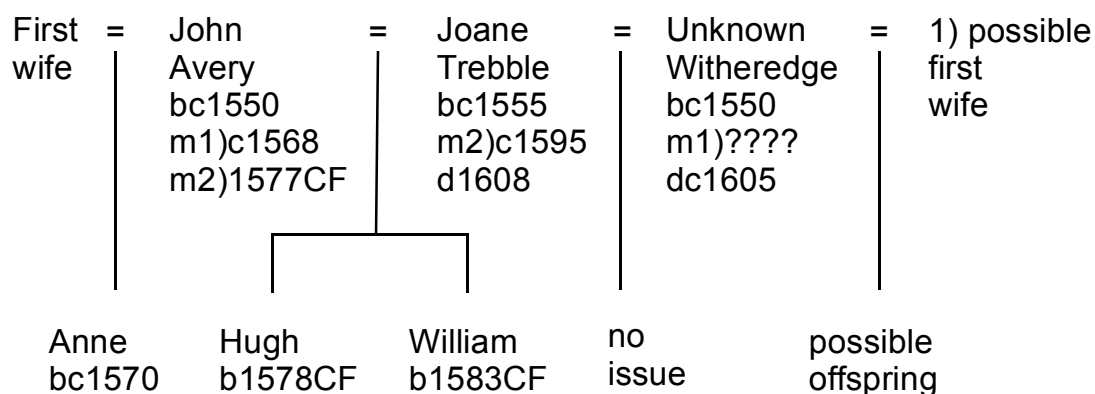 First = John = Joane = Unknown = 1) possible
wife Avery Trebble Witheredge first
bc1550 bc1555 bc1550 wife
m1)c1568 m2)c1595 m1)????
m2)1577CF d1608 dc1605
Anne Hugh William no possible
bc1570 b1578CF b1583CF issue offspring